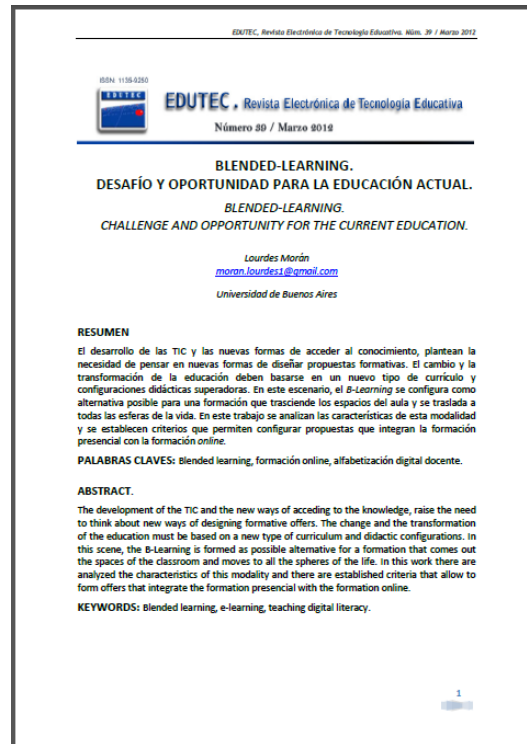 EDUTEC, Revista Electrónica de Tecnología Educativa. Núm. 39 / Marzo 2012
ISSN 1135-9250
EDUTEC
EDUTEC . Revista Electrónica de Tecnología Educativa
Número 39 / Marzo 2012
BLENDED-LEARNING.
DESAFÍO Y OPORTUNIDAD PARA LA EDUCACIÓN ACTUAL.
BLENDED-LEARNING.
CHALLENGE AND OPPORTUNITY FOR THE CURRENT EDUCATION.
Lourdes Morán
moran.lourdes1@gmail.com
Universidad de Buenos Aires
RESUMEN
El desarrollo de las TIC y las nuevas formas de acceder al conocimiento, plantean la
necesidad de pensar en nuevas formas de diseñar propuestas formativas. El cambio y la
transformación de la educación deben basarse en un nuevo tipo de currículo y
configuraciones didácticas superadoras. En este escenario, el B-Learning se configura como
alternativa posible para una formación que trasciende los espacios del aula y se traslada a
todas las esferas de la vida. En este trabajo se analizan las características de esta modalidad
y se establecen criterios que permiten configurar propuestas que integran la formación
presencial con la formación online.
PALABRAS CLAVES: Blended learning, formación online, alfabetización digital docente.
ABSTRACT.
The development of the TIC and the new ways of acceding to the knowledge, raise the need
to think about new ways of designing formative offers. The change and the transformation
of the education must be based on a new type of curriculum and didactic configurations. In
this scene, the B-Learning is formed as possible alternative for a formation that comes out
the spaces of the classroom and moves to all the spheres of the life. In this work there are
analyzed the characteristics of this modality and there are established criteria that allow to
form offers that integrate the formation presencial with the formation online.
KEYWORDS: Blended learning, e-learning, teaching digital literacy.
1